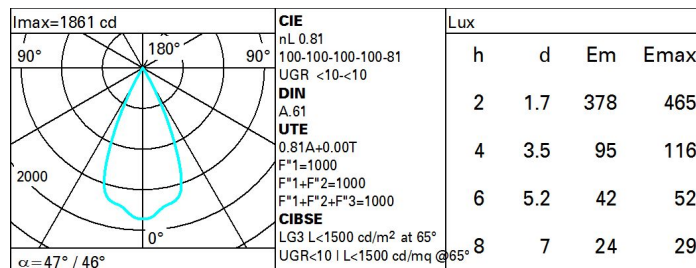 Imax=1861 cd
90°
180°
90°
2000
0°
α=47° / 46°
CIE
nL 0.81
100-100-100-100-81
UGR <10-<10
DIN
A.61
UTE
0.81A+0.00T
F"1=1000
F"1+F"2=1000
F"1+F"2+F"3=1000
CIBSE
LG3 L<1500 cd/m² at 65°
UGR<10 | L<1500 cd/mq @65°
Lux
h d Em Emax
2 1.7 378 465
4 3.5 95 116
6 5.2 42 52
8 7 24 29